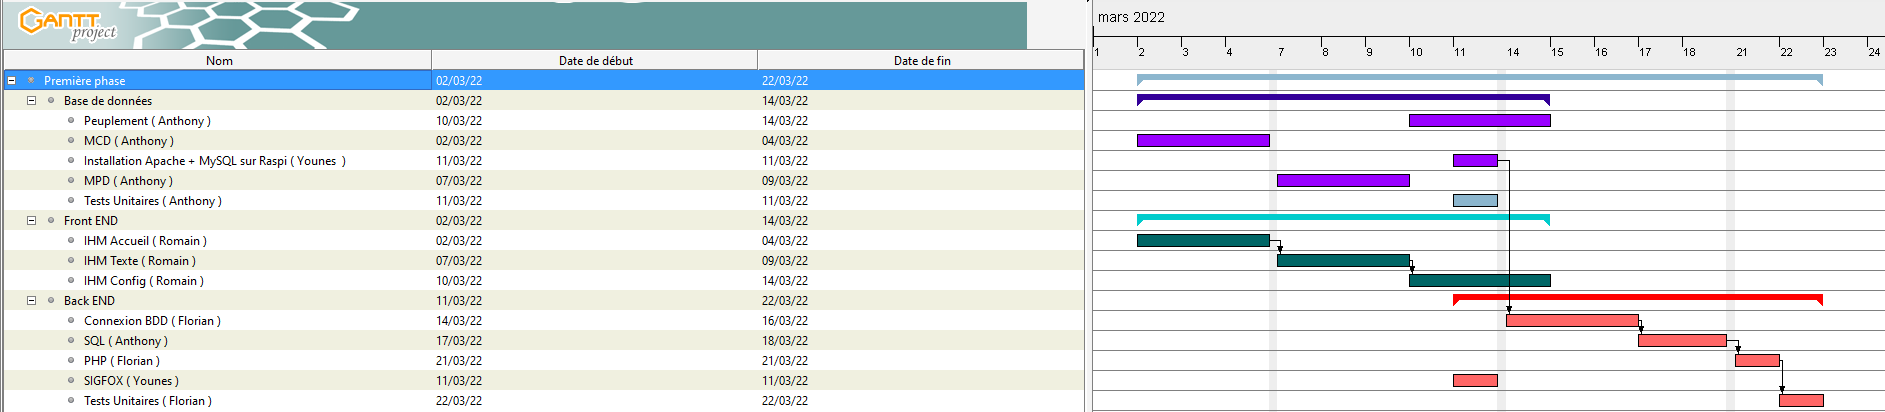 GANTT
project
mars 2022
1 2 3 4 7 8 9 10 11 14 15 16 17 18 21 22 23 24
Nom Date de début Date de fin
Première phase 02/03/22 22/03/22
Base de données 02/03/22 14/03/22
Peuplement ( Anthony ) 10/03/22 14/03/22
MCD ( Anthony ) 02/03/22 04/03/22
Installation Apache + MySQL sur Raspi ( Younes ) 11/03/22 11/03/22
MPD ( Anthony ) 07/03/22 09/03/22
Tests Unitaires ( Anthony ) 11/03/22 11/03/22
Front END 02/03/22 14/03/22
IHM Accueil ( Romain ) 02/03/22 04/03/22
IHM Texte ( Romain ) 07/03/22 09/03/22
IHM Config ( Romain ) 10/03/22 14/03/22
Back END 11/03/22 22/03/22
Connexion BDD ( Florian ) 14/03/22 16/03/22
SQL ( Anthony ) 17/03/22 18/03/22
PHP ( Florian ) 21/03/22 21/03/22
SIGFOX ( Younes ) 11/03/22 11/03/22
Tests Unitaires ( Florian ) 22/03/22 22/03/22